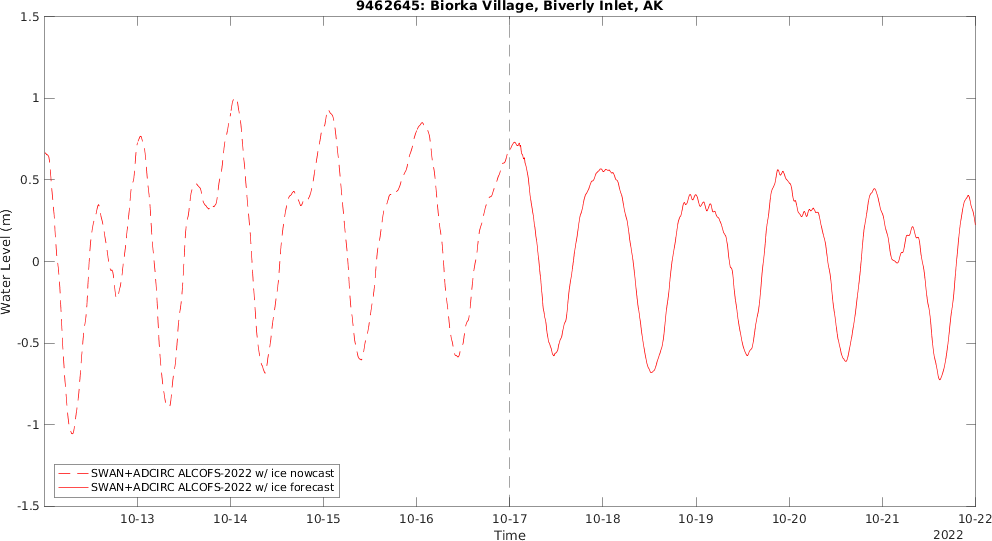 9462645: Biorka Village, Biverly Inlet, AK
1.5
1
0.5
0
-0.5
-1
-1.5
Water Level (m)
SWAN+ADCIRC ALCOFS-2022 w/ ice nowcast
SWAN+ADCIRC ALCOFS-2022 w/ ice forecast
10-13 10-14 10-15 10-16 10-17 10-18 10-19 10-20 10-21 10-22
Time
2022